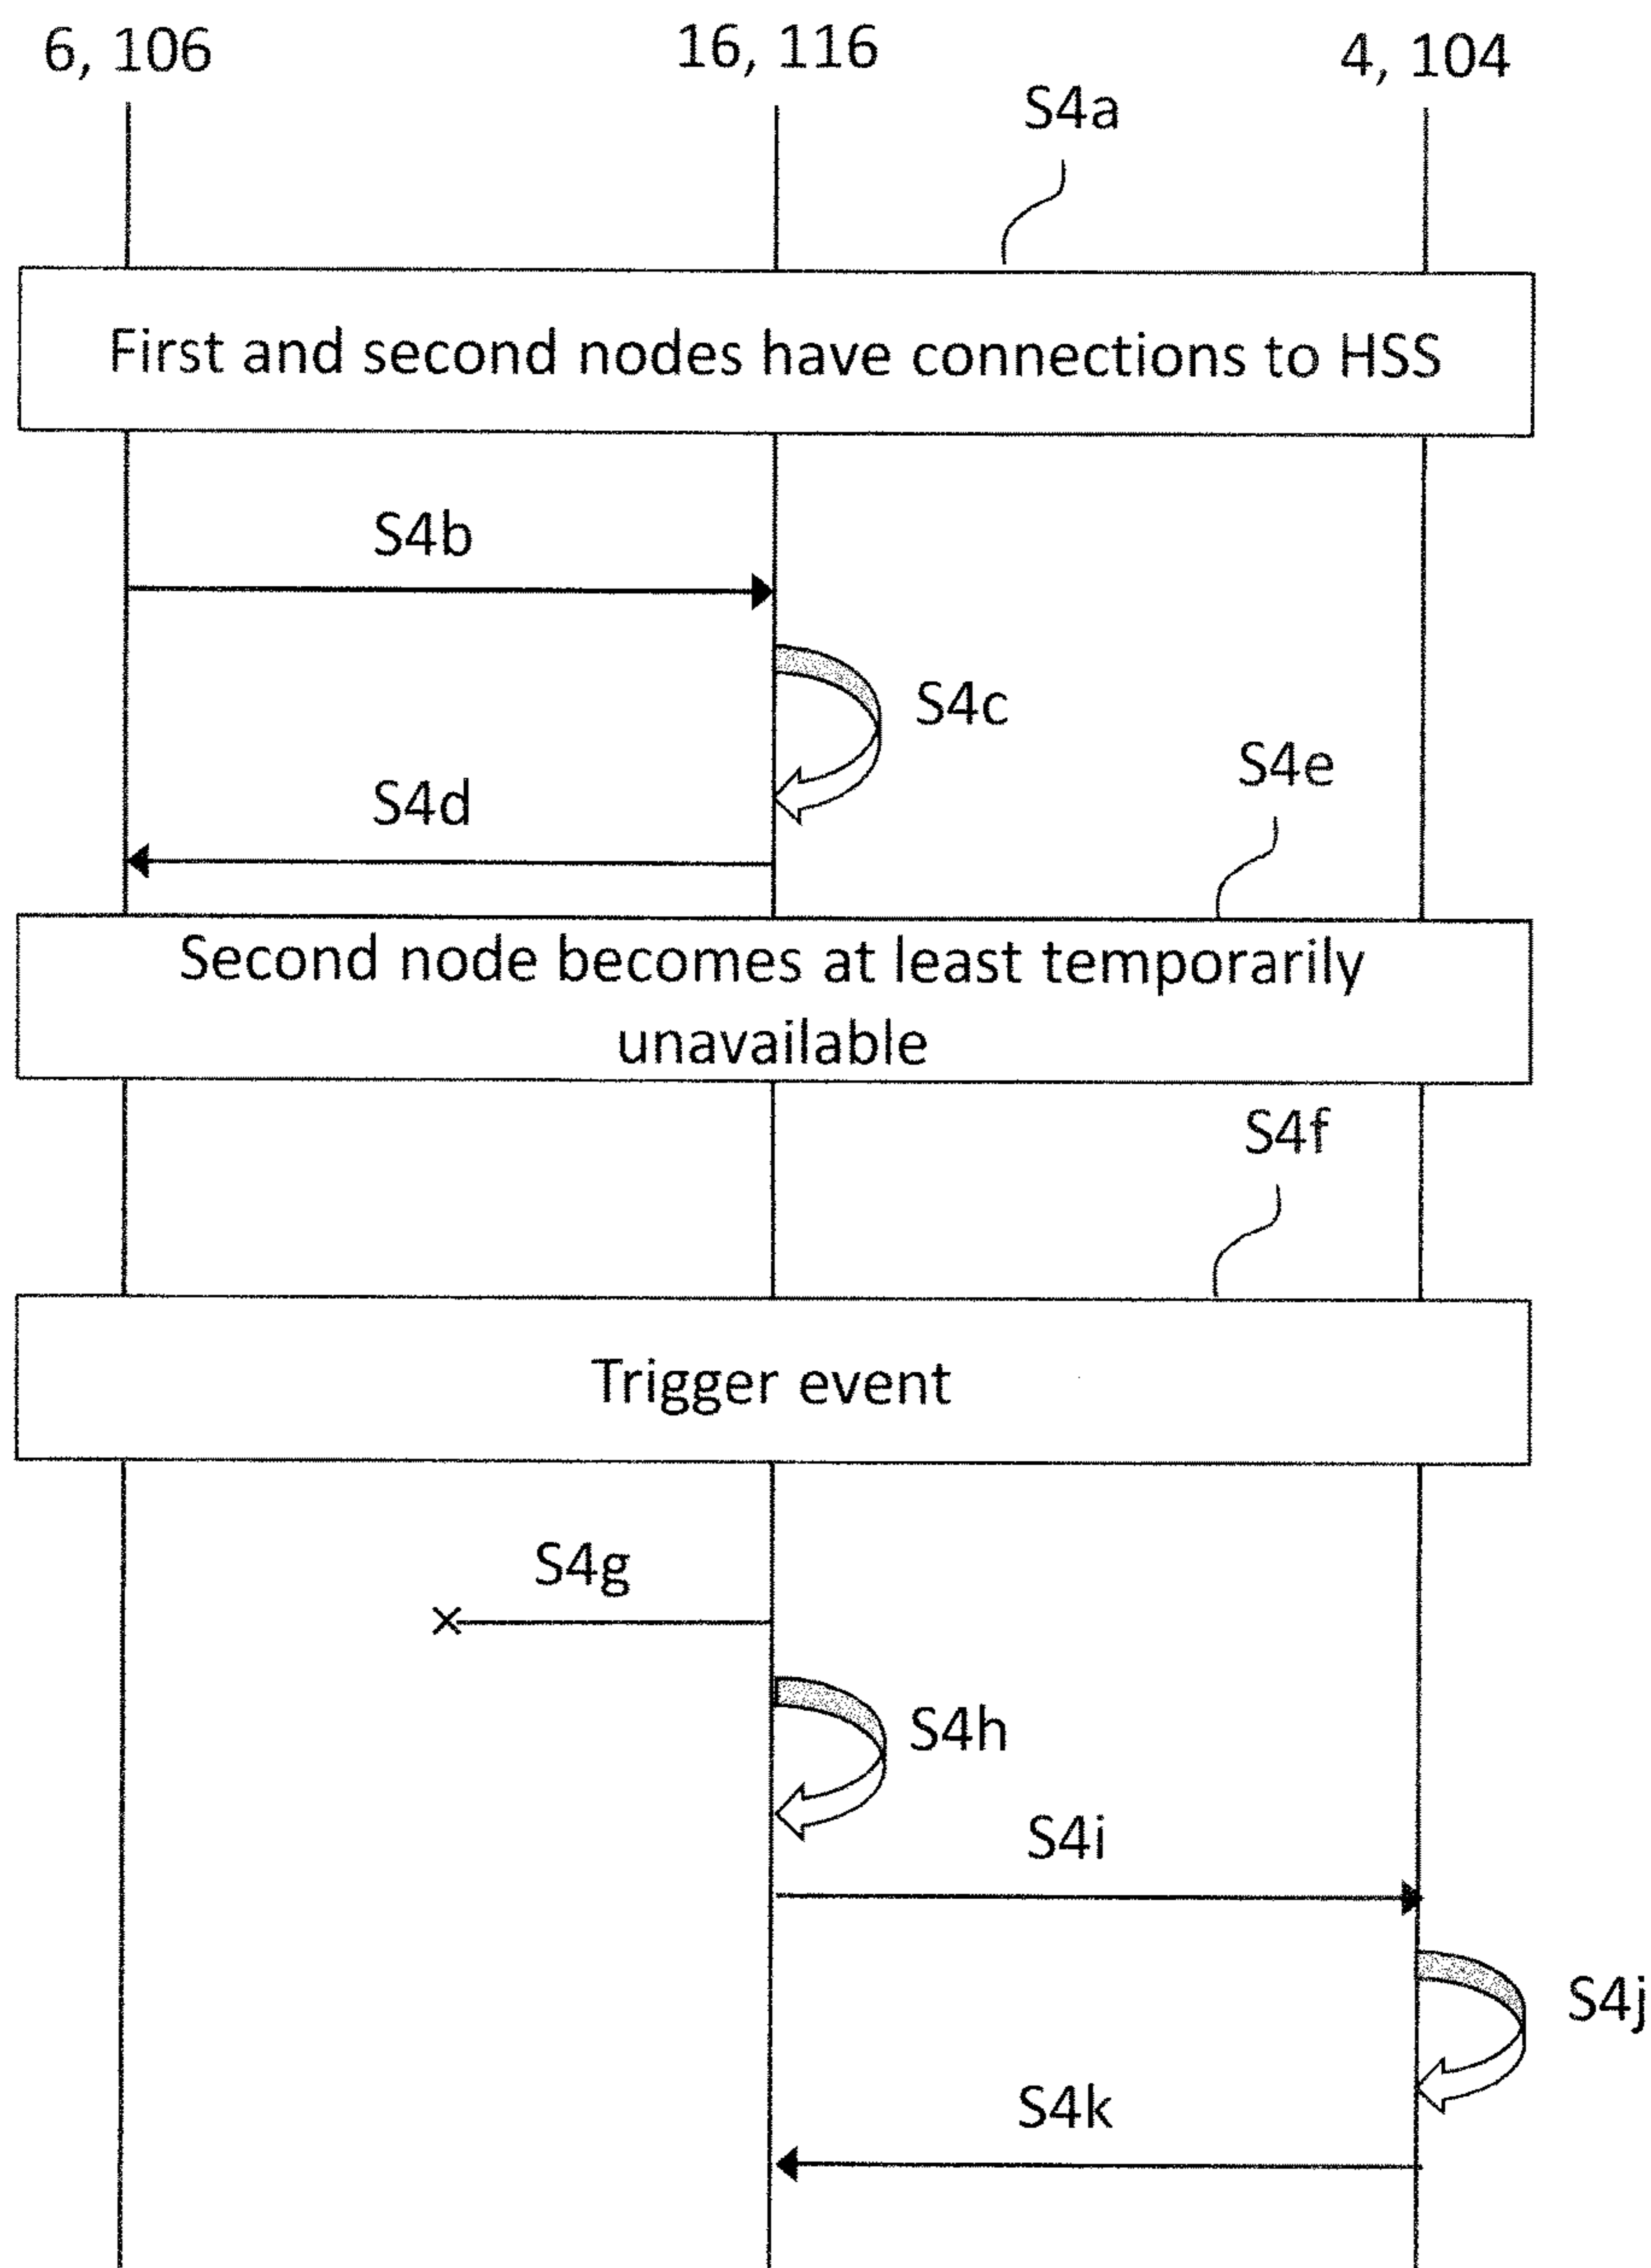 6, 106
16, 116
4, 104
S4a
First and second nodes have connections to HSS
S4b
S4c
S4e
S4d
Second node becomes at least temporarily
unavailable
S4f
Trigger event
S4g
S4h
S4i
S4j
S4k